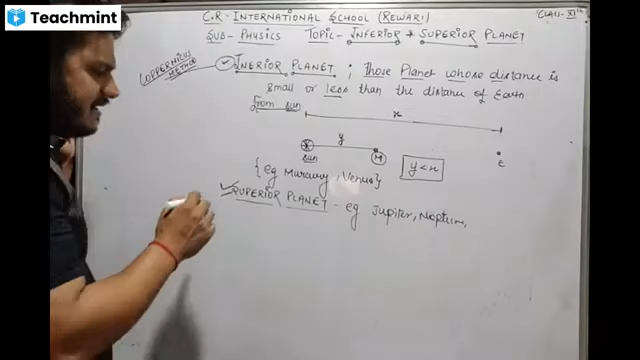 Teachmint
C.R - INTERNATIONAL SCHOOL (REWARI)
CLASS - XIth
SUB - PHYSICS TOPIC - INFERIOR & SUPERIOR PLANET
COPPERNICUS METHOD
INERIOR PLANET ; Those Planet whose distance is
small or less than the distance of Earth
from sun
x
y
S
M
E
sun
y < x
{eg Murcury, Venus}
SUPERIOR PLANET - eg Jupiter, Neptum,